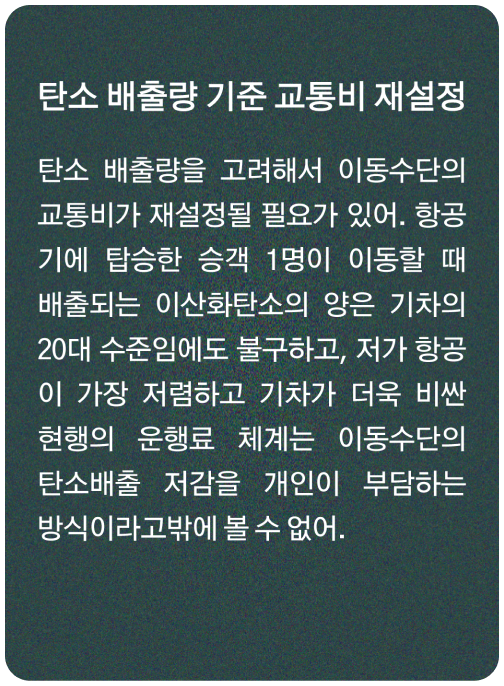 탄소 배출량 기준 교통비 재설정
탄소 배출량을 고려해서 이동수단의
교통비가 재설정될 필요가 있어. 항공
기에 탑승한 승객 1명이 이동할 때
배출되는 이산화탄소의 양은 기차의
20대 수준임에도 불구하고, 저가 항공
이 가장 저렴하고 기차가 더욱 비싼
현행의 운행료 체계는 이동수단의
탄소배출 저감을 개인이 부담하는
방식이라고밖에 볼 수 없어.